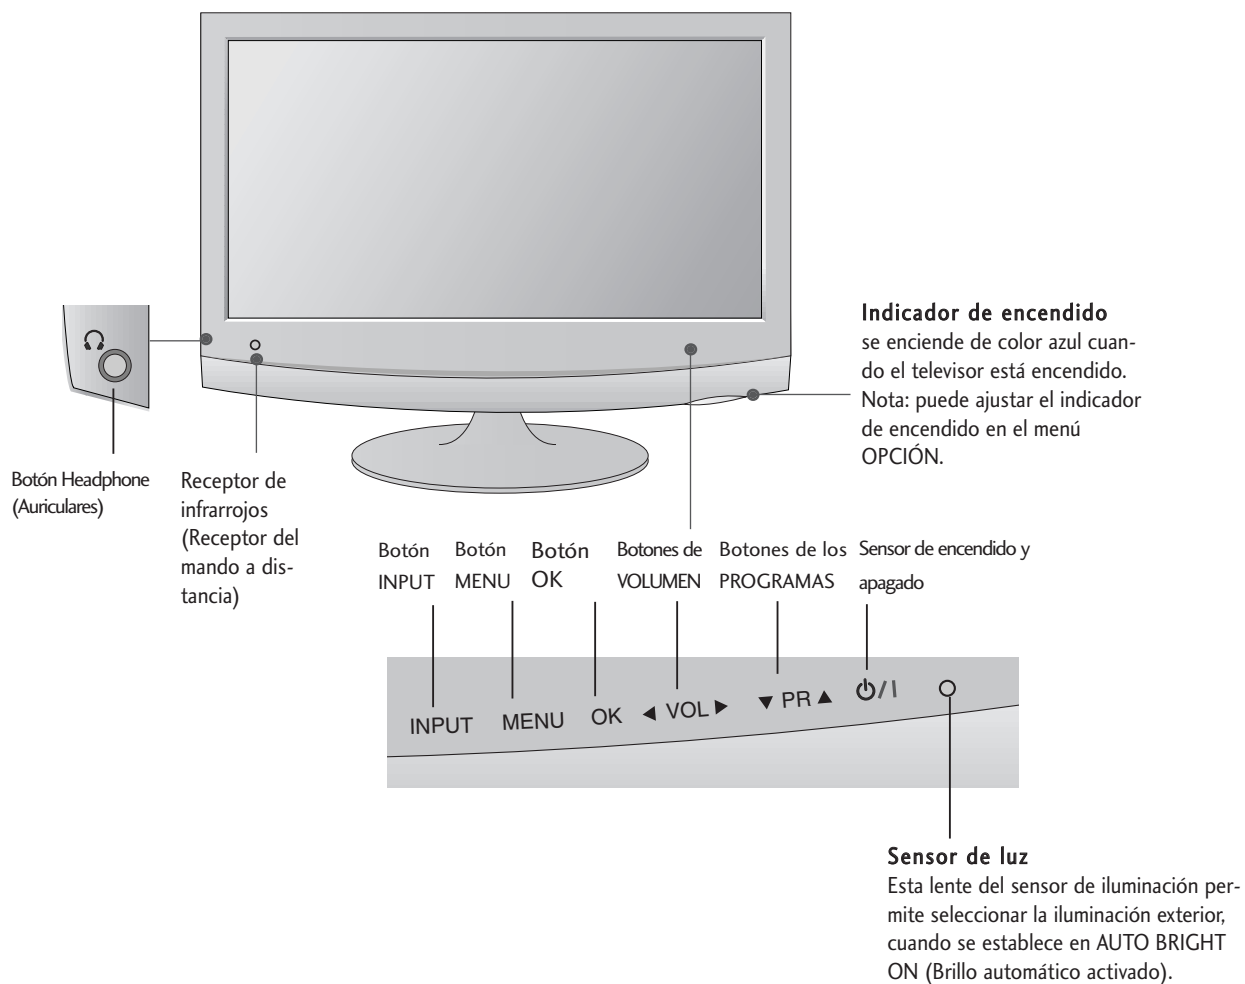 Indicador de encendido
se enciende de color azul cuan-
do el televisor está encendido.
Nota: puede ajustar el indicador
de encendido en el menú
OPCIÓN.
Botón Headphone
(Auriculares)
Receptor de
infrarrojos
(Receptor del
mando a dis-
tancia)
Botón
INPUT
Botón
MENU
Botón
OK
Botones de
VOLUMEN
Botones de los
PROGRAMAS
Sensor de encendido y
apagado
INPUT MENU OK ◀ VOL ▶ ▼ PR ▲ ⏻/I
Sensor de luz
Esta lente del sensor de iluminación per-
mite seleccionar la iluminación exterior,
cuando se establece en AUTO BRIGHT
ON (Brillo automático activado).